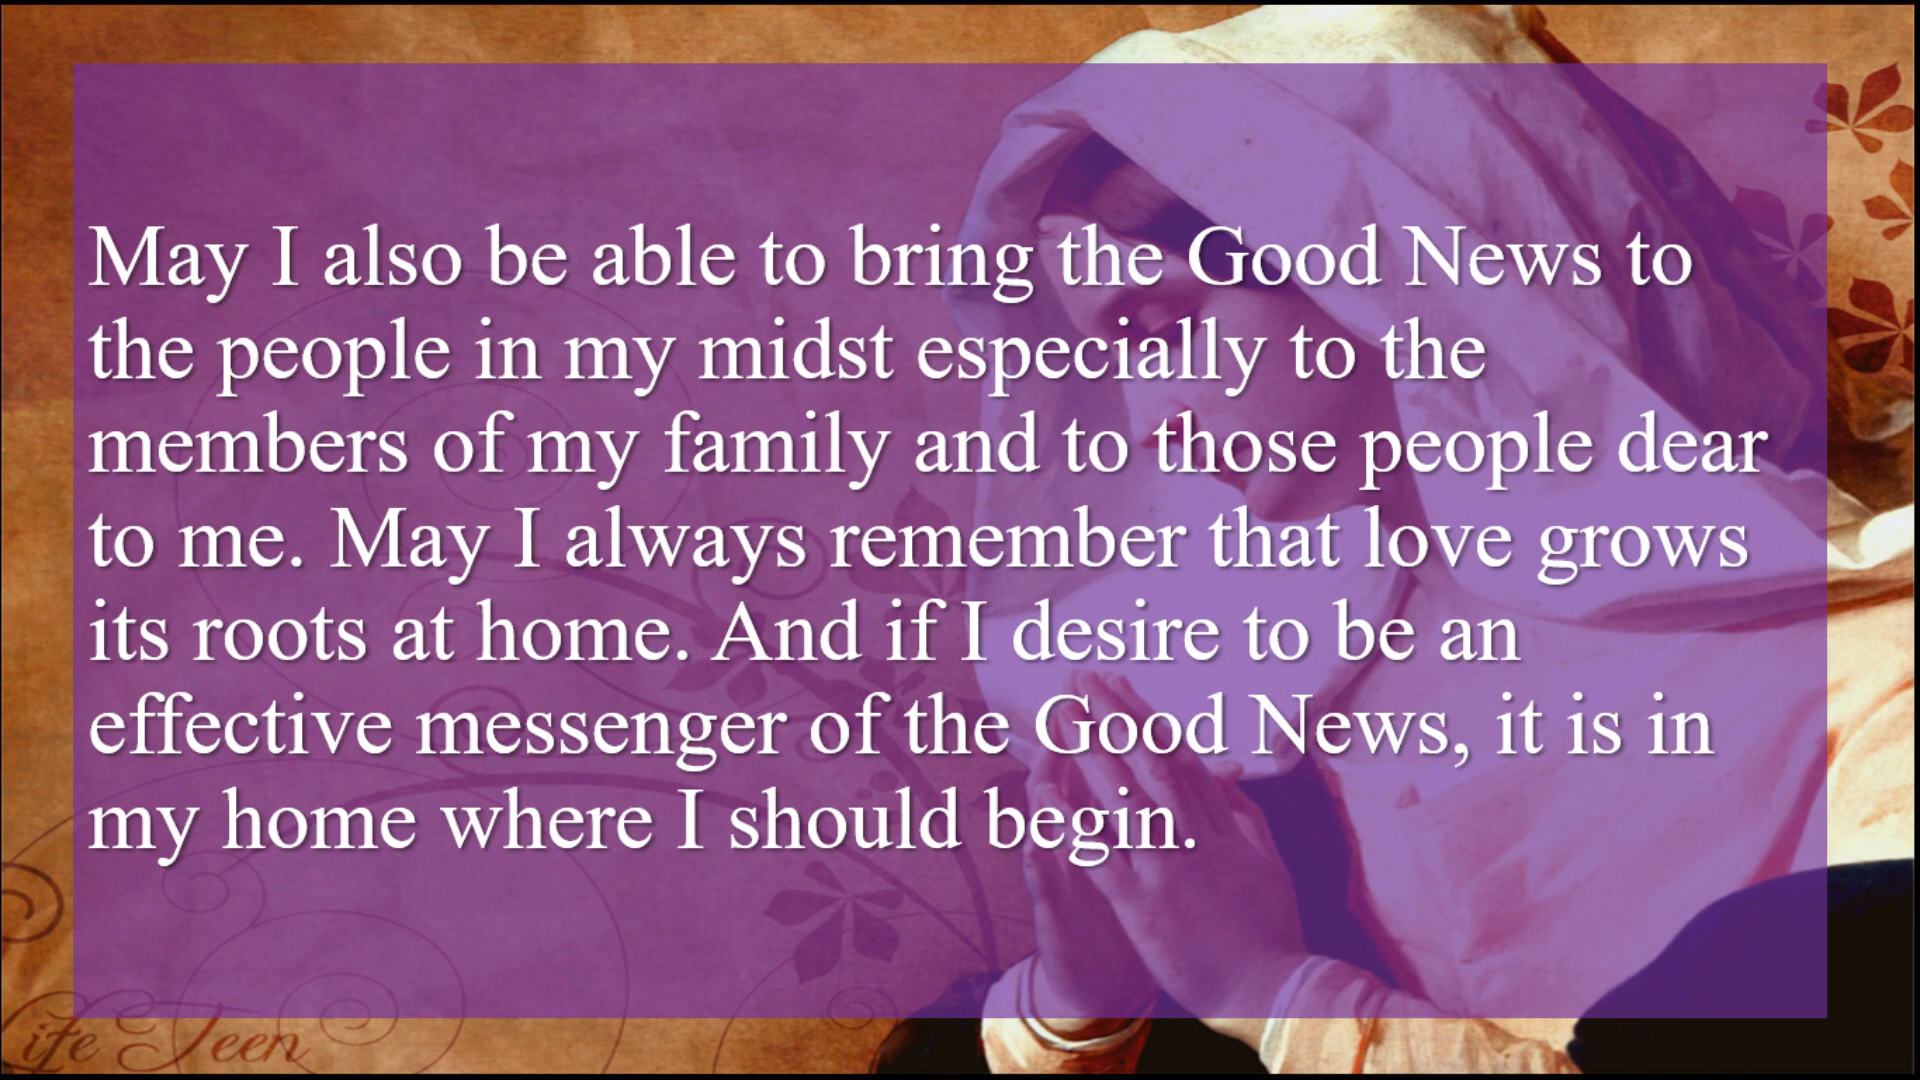 May I also be able to bring the Good News to
the people in my midst especially to the
members of my family and to those people dear
to me. May I always remember that love grows
its roots at home. And if I desire to be an
effective messenger of the Good News, it is in
my home where I should begin.
Life Teen